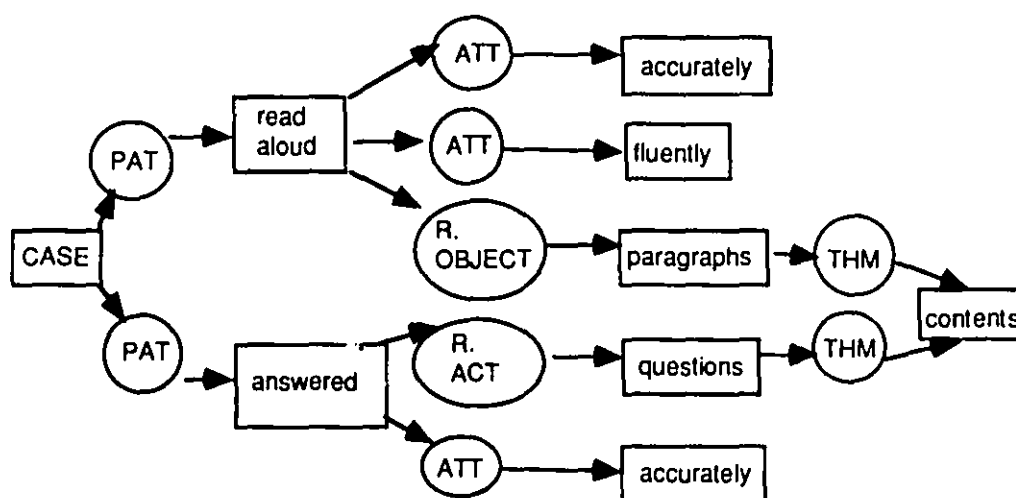 ATT
accurately
read
aloud
ATT
fluently
PAT
R.
OBJECT
paragraphs
THM
CASE
contents
PAT
answered
R.
ACT
questions
THM
ATT
accurately